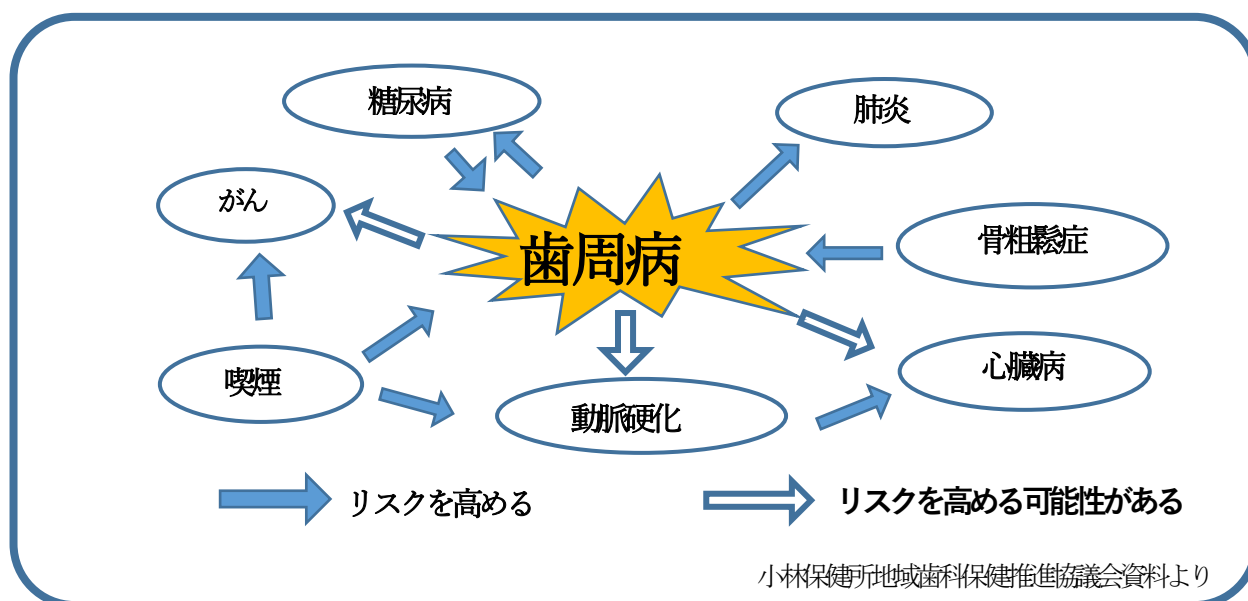 糖尿病
肺炎
がん
歯周病
骨粗鬆症
喫煙
動脈硬化
心臓病
リスクを高める
リスクを高める可能性がある
小林保健所地域歯科保健推進協議会資料より